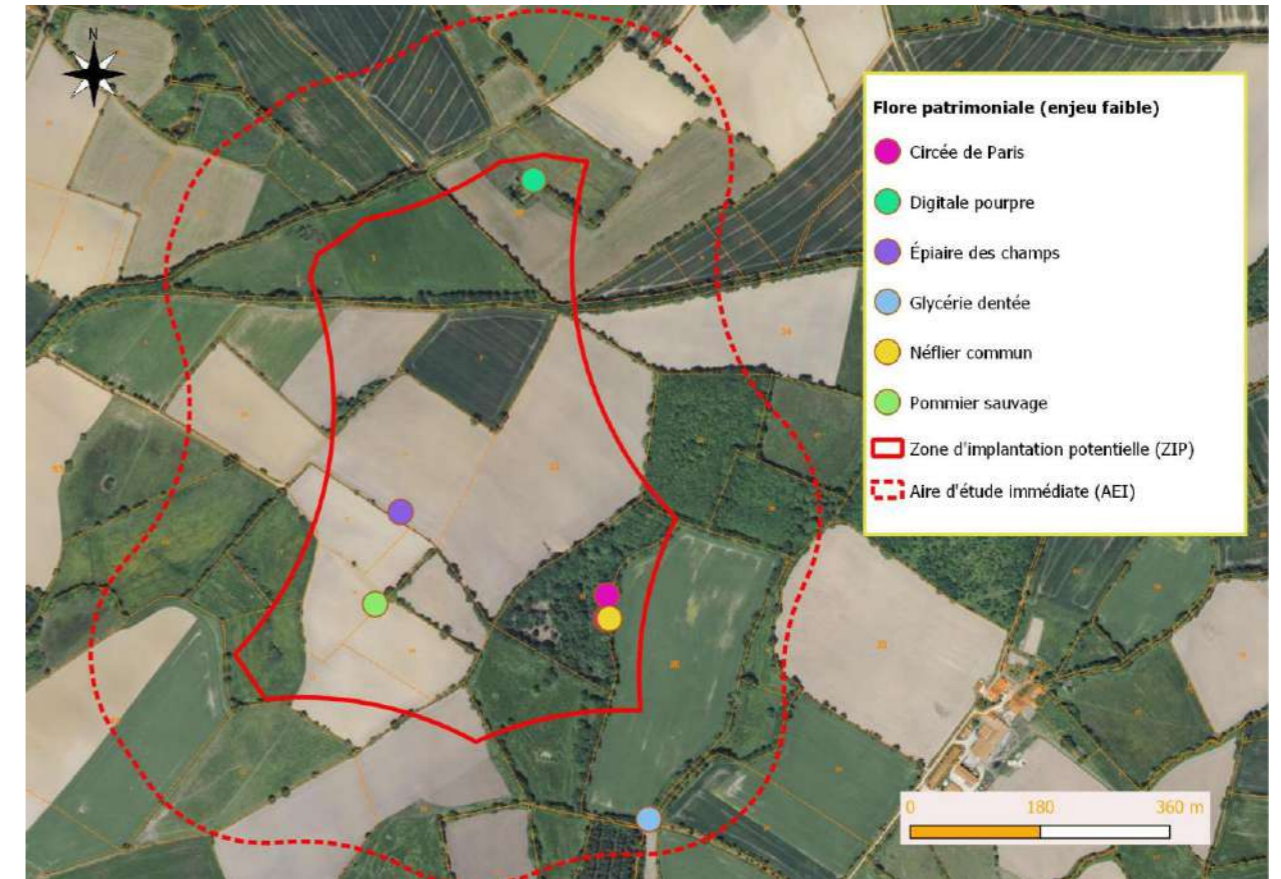 N
Flore patrimoniale (enjeu faible)
Circée de Paris
Digitale pourpre
Épiaire des champs
Glycérie dentée
Néflier commun
Pommier sauvage
Zone d'implantation potentielle (ZIP)
Aire d'étude immédiate (AEI)
0 180 360 m